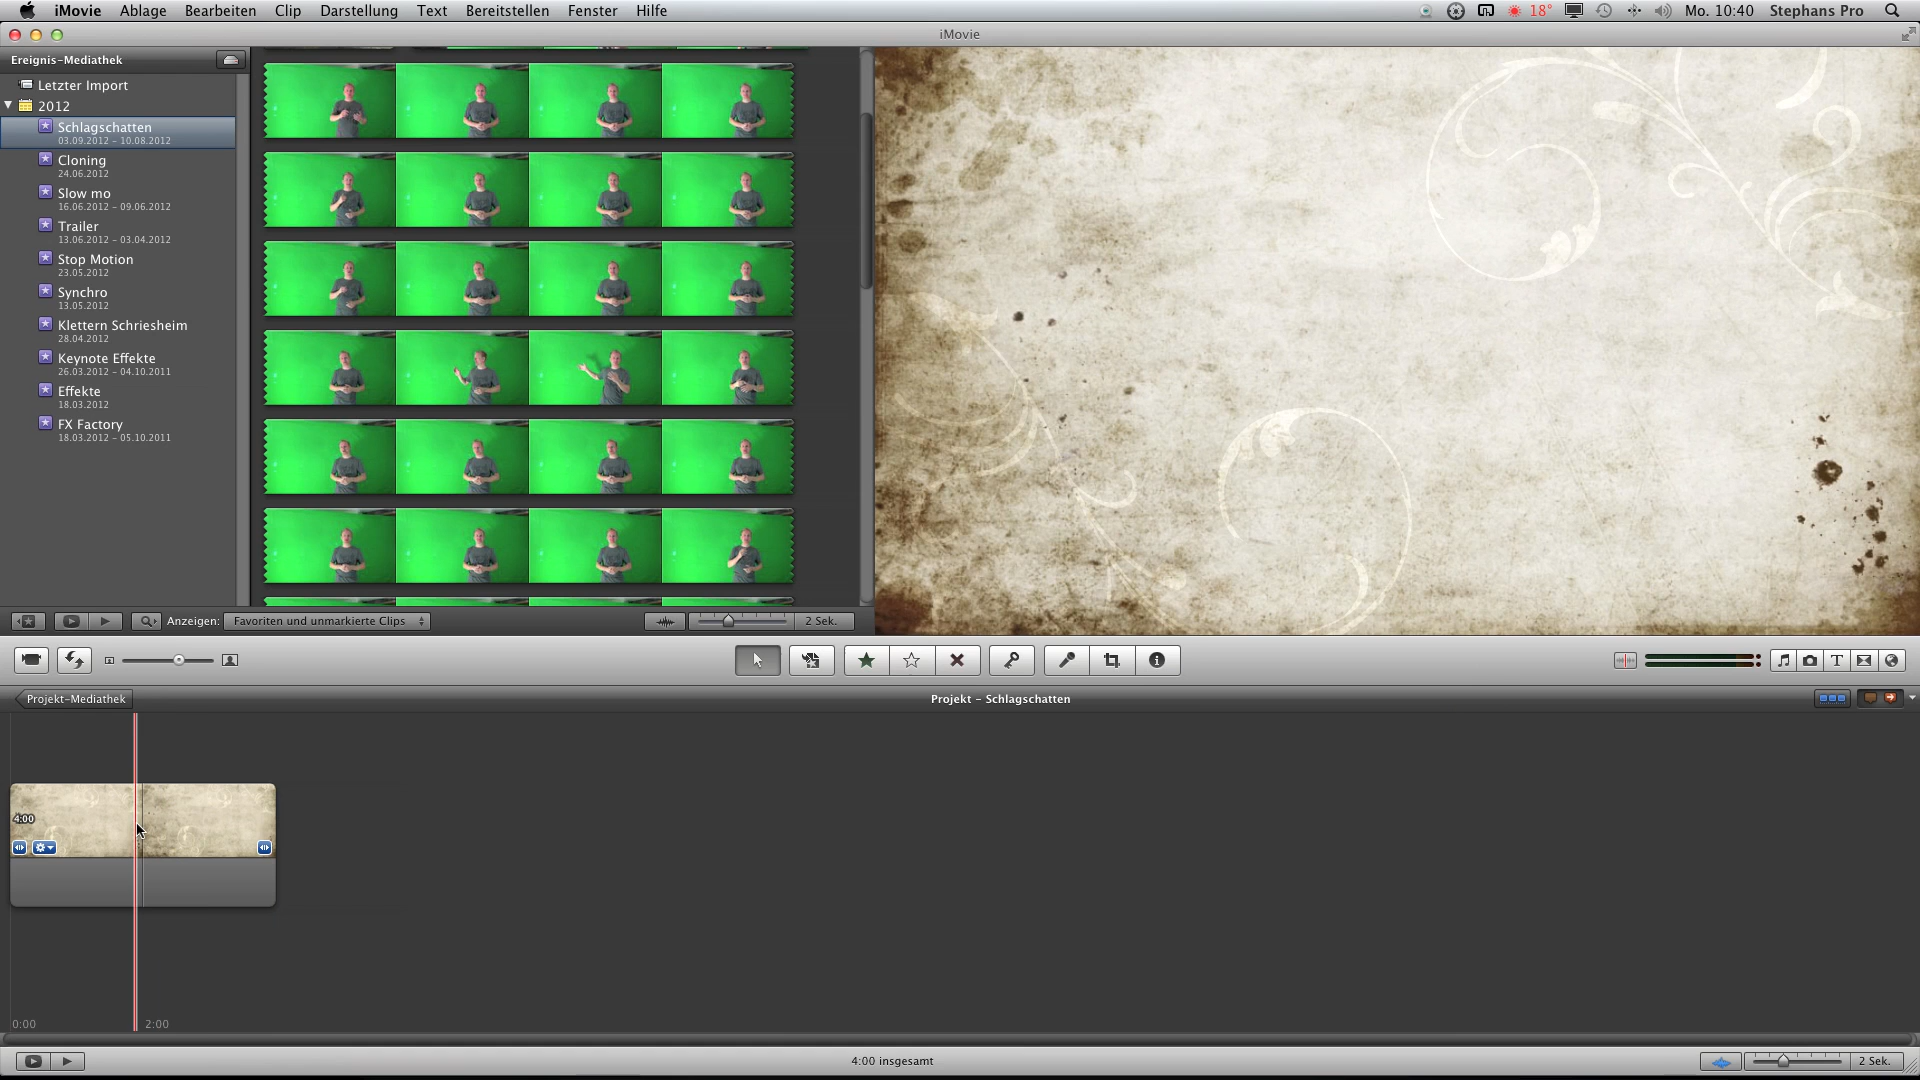 iMovie Ablage Bearbeiten Clip Darstellung Text Bereitstellen Fenster Hilfe 18° Mo. 10:40 Stephans Pro
iMovie
Ereignis-Mediathek
Letzter Import
2012
Schlagschatten
03.09.2012 – 10.08.2012
Cloning
24.06.2012
Slow mo
16.06.2012 – 09.06.2012
Trailer
13.06.2012 – 03.04.2012
Stop Motion
23.05.2012
Synchro
13.05.2012
Klettern Schriesheim
28.04.2012
Keynote Effekte
26.03.2012 – 04.10.2011
Effekte
18.03.2012
FX Factory
18.03.2012 – 05.10.2011
Anzeigen: Favoriten und unmarkierte Clips 2 Sek.
Projekt-Mediathek Projekt – Schlagschatten
4:00
0:00 2:00
4:00 insgesamt 2 Sek.